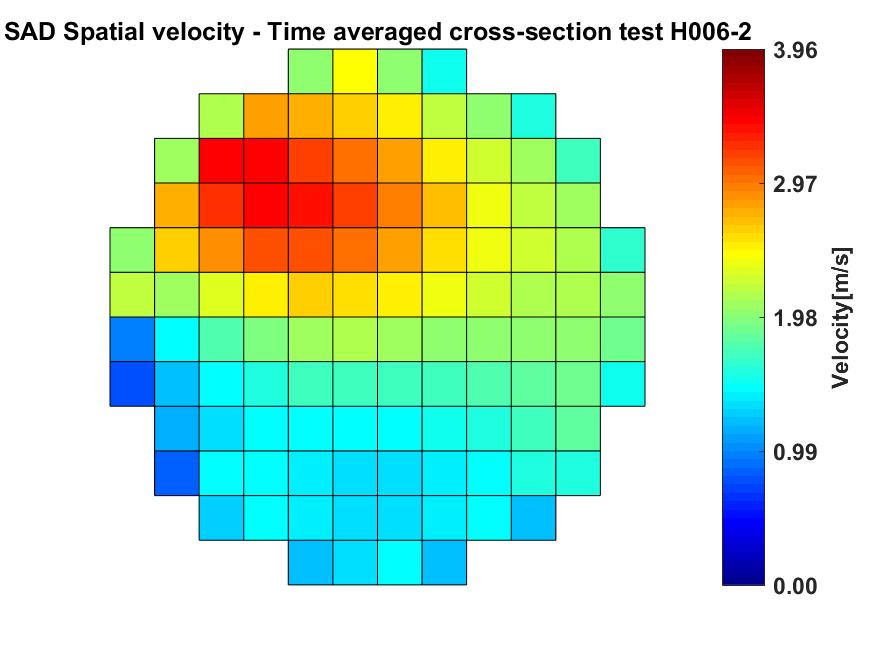 SAD Spatial velocity - Time averaged cross-section test H006-2
3.96
2.97
1.98
0.99
0.00
Velocity[m/s]